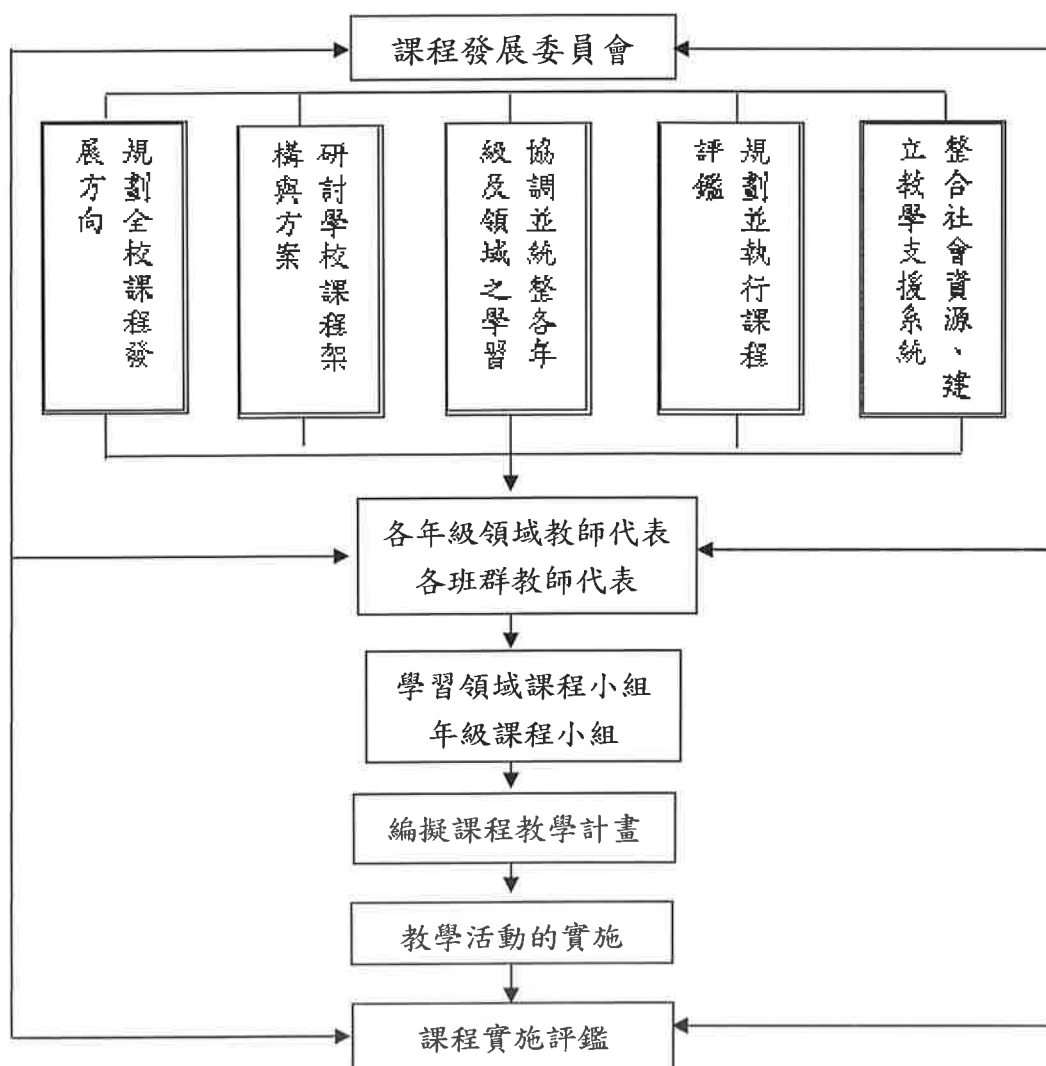 課程發展委員會
規劃全校課程發
展方向
研討學校課程架
構與方案
協調並統整各年
級及領域之學習
規劃並執行課程
評鑑
整合社會資源、建
立教學支援系統
各年級領域教師代表
各班群教師代表
學習領域課程小組
年級課程小組
編擬課程教學計畫
教學活動的實施
課程實施評鑑